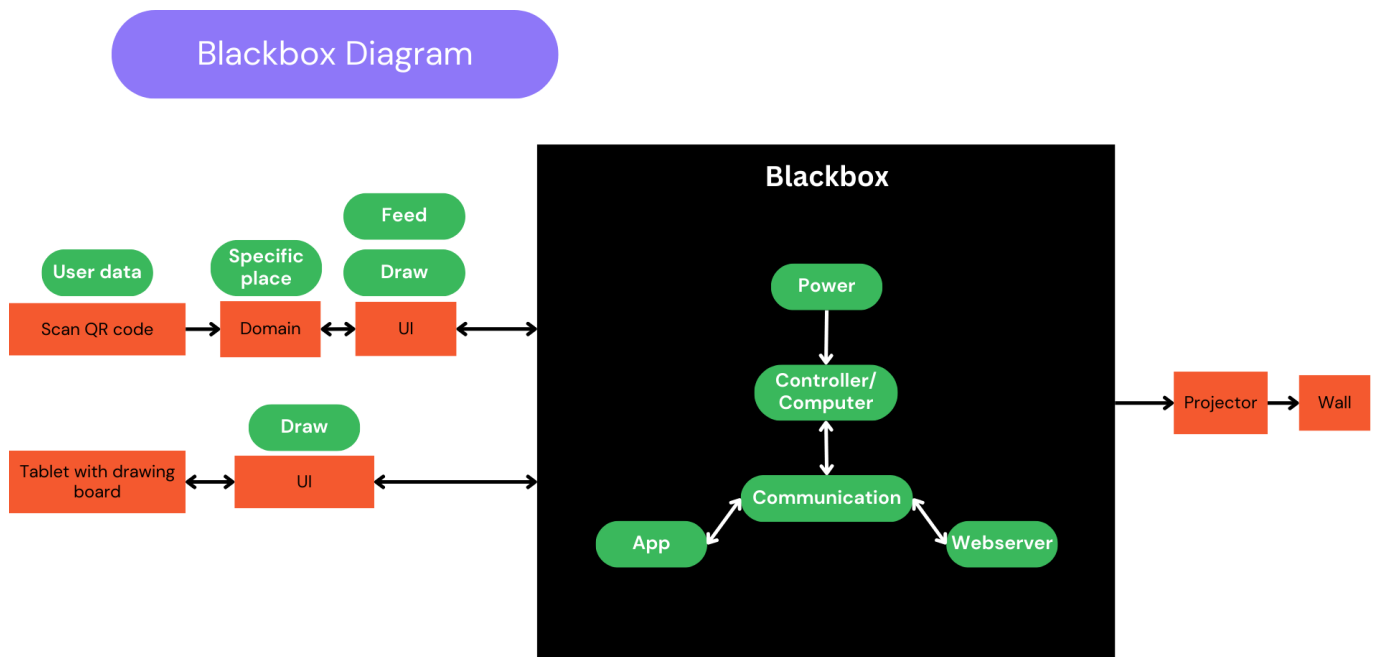 Blackbox Diagram
Blackbox
Feed
User data
Specific
place
Draw
Scan QR code
Domain
UI
Draw
Tablet with drawing
board
UI
Power
Controller/
Computer
Communication
App
Webserver
Projector
Wall